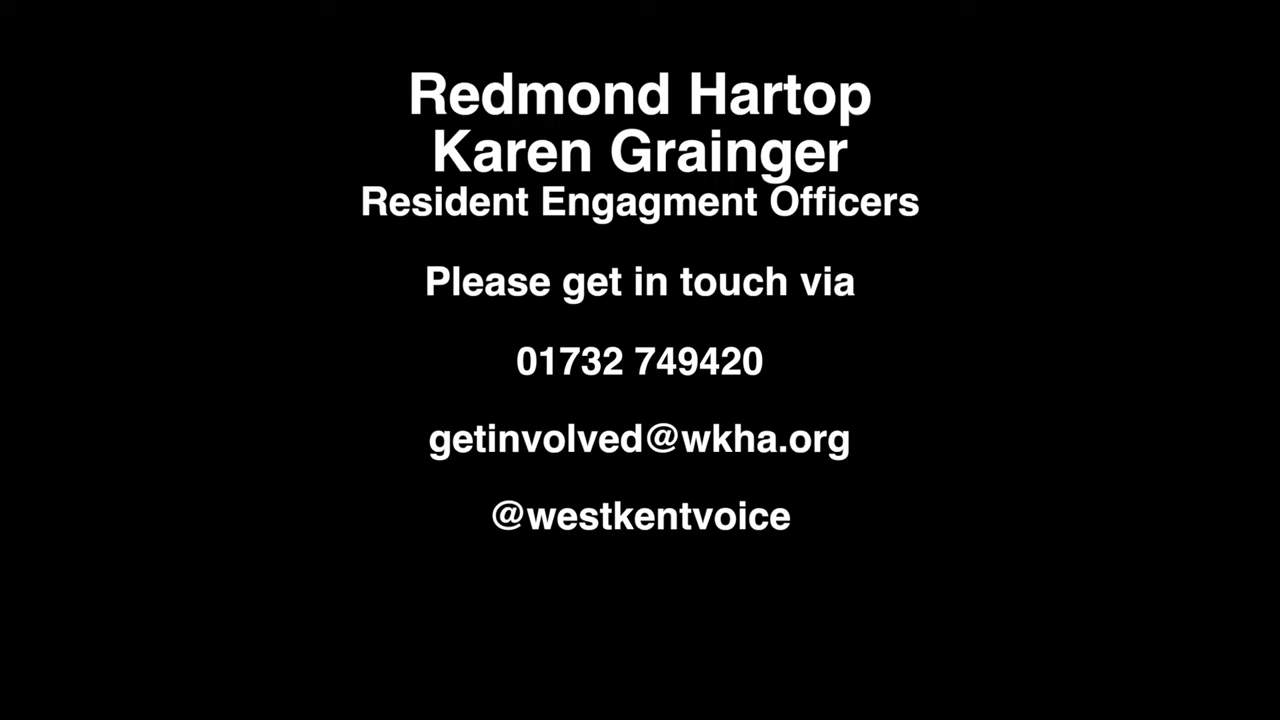 Redmond Hartop
Karen Grainger
Resident Engagment Officers
Please get in touch via
01732 749420
getinvolved@wkha.org
@westkentvoice